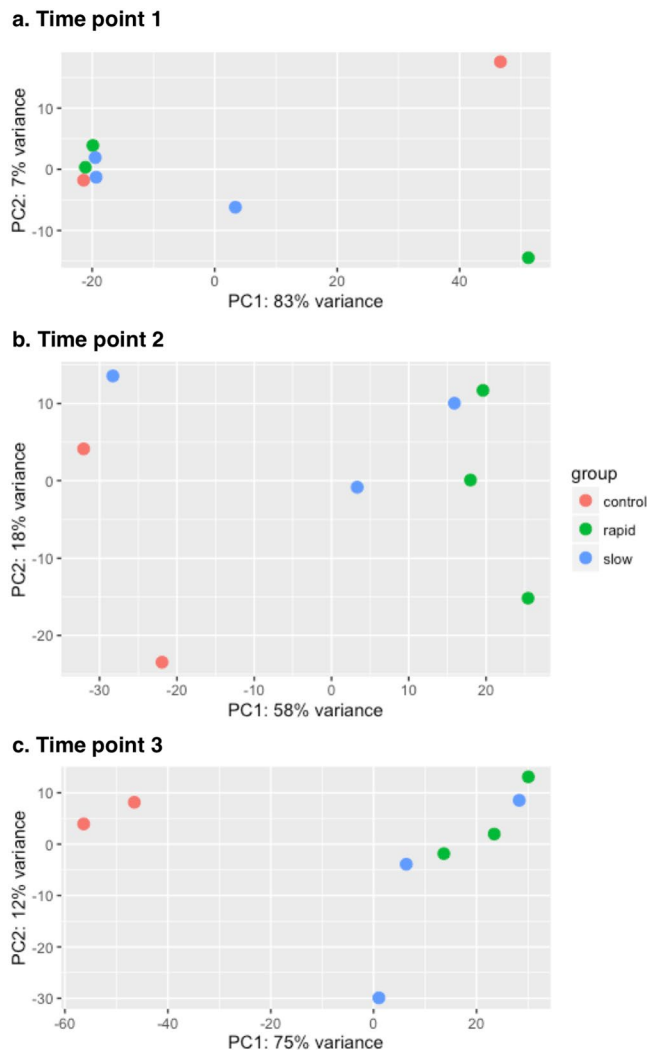 a. Time point 1
PC2: 7% variance
10
0
-10
-20
0
20
40
PC1: 83% variance
b. Time point 2
PC2: 18% variance
10
0
-10
-20
-30
-20
-10
0
10
20
PC1: 58% variance
group
control
rapid
slow
c. Time point 3
PC2: 12% variance
10
0
-10
-20
-30
-60
-40
-20
0
20
PC1: 75% variance